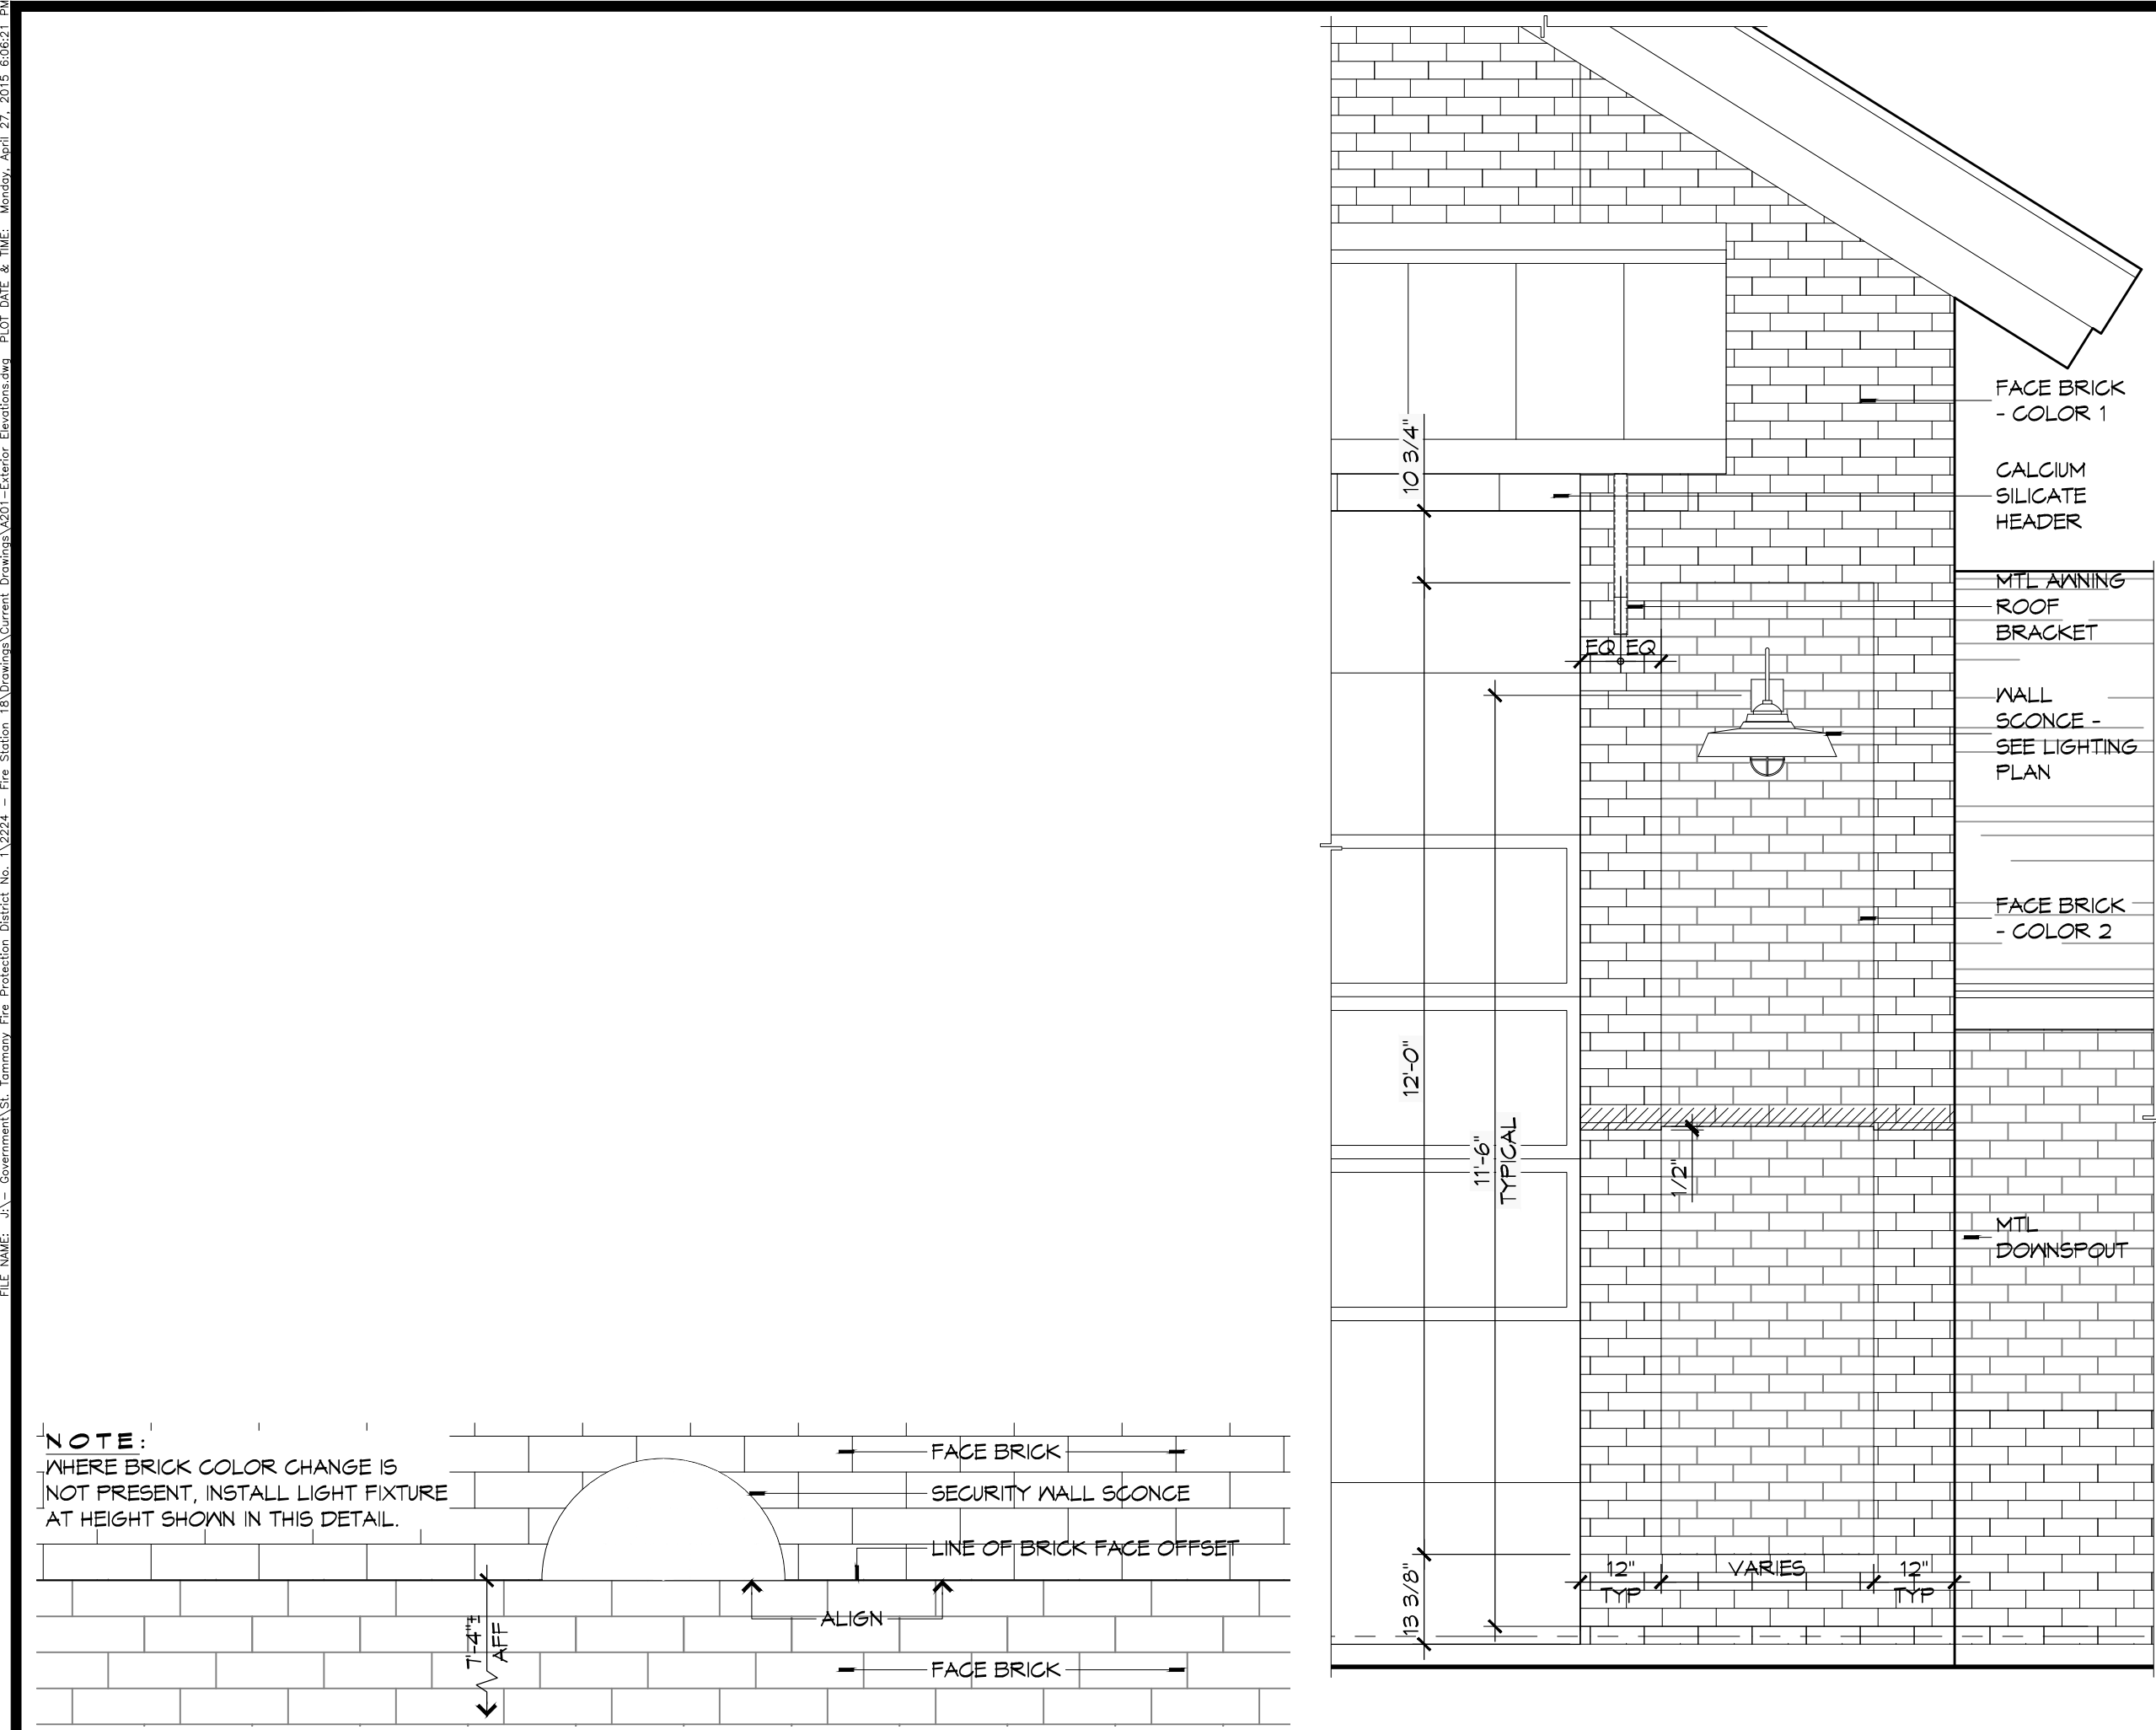 FILE NAME: J:\- Government\St. Tammany Fire Protection District No. 1\2224 - Fire Station 18\Drawings\Current Drawings\A201-Exterior Elevations.dwg PLOT DATE & TIME: Monday, April 27, 2015 6:06:21 PM
NOTE:
WHERE BRICK COLOR CHANGE IS
NOT PRESENT, INSTALL LIGHT FIXTURE
AT HEIGHT SHOWN IN THIS DETAIL.
FACE BRICK
SECURITY WALL SCONCE
LINE OF BRICK FACE OFFSET
ALIGN
7'-4"±
AFF
FACE BRICK
10 3/4"
12'-0"
11'-6"
TYPICAL
13 3/8"
EQ EQ
1/2"
12"
TYP
VARIES
12"
TYP
FACE BRICK
- COLOR 1
CALCIUM
SILICATE
HEADER
MTL AWNING
ROOF
BRACKET
WALL
SCONCE -
SEE LIGHTING
PLAN
FACE BRICK
- COLOR 2
MTL
DOWNSPOUT